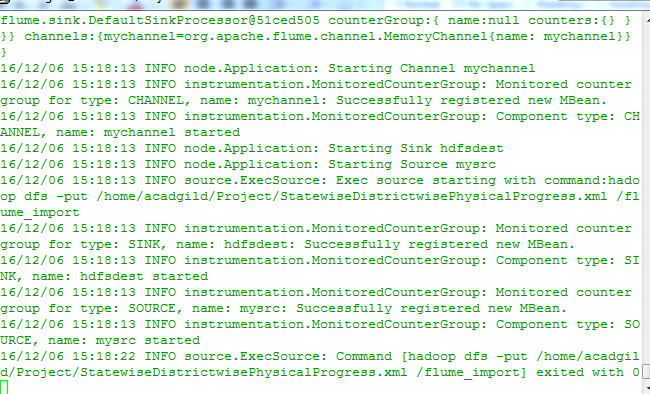 flume.sink.DefaultSinkProcessor@51ced505 counterGroup:{ name:null counters:{} }
}} channels:{mychannel=org.apache.flume.channel.MemoryChannel{name: mychannel}}
}
16/12/06 15:18:13 INFO node.Application: Starting Channel mychannel
16/12/06 15:18:13 INFO instrumentation.MonitoredCounterGroup: Monitored counter
group for type: CHANNEL, name: mychannel: Successfully registered new MBean.
16/12/06 15:18:13 INFO instrumentation.MonitoredCounterGroup: Component type: CH
ANNEL, name: mychannel started
16/12/06 15:18:13 INFO node.Application: Starting Sink hdfsdest
16/12/06 15:18:13 INFO node.Application: Starting Source mysrc
16/12/06 15:18:13 INFO source.ExecSource: Exec source starting with command:hado
op dfs -put /home/acadgild/Project/StatewiseDistrictwisePhysicalProgress.xml /fl
ume_import
16/12/06 15:18:13 INFO instrumentation.MonitoredCounterGroup: Monitored counter
group for type: SINK, name: hdfsdest: Successfully registered new MBean.
16/12/06 15:18:13 INFO instrumentation.MonitoredCounterGroup: Component type: SI
NK, name: hdfsdest started
16/12/06 15:18:13 INFO instrumentation.MonitoredCounterGroup: Monitored counter
group for type: SOURCE, name: mysrc: Successfully registered new MBean.
16/12/06 15:18:13 INFO instrumentation.MonitoredCounterGroup: Component type: SO
URCE, name: mysrc started
16/12/06 15:18:22 INFO source.ExecSource: Command [hadoop dfs -put /home/acadgil
d/Project/StatewiseDistrictwisePhysicalProgress.xml /flume_import] exited with 0